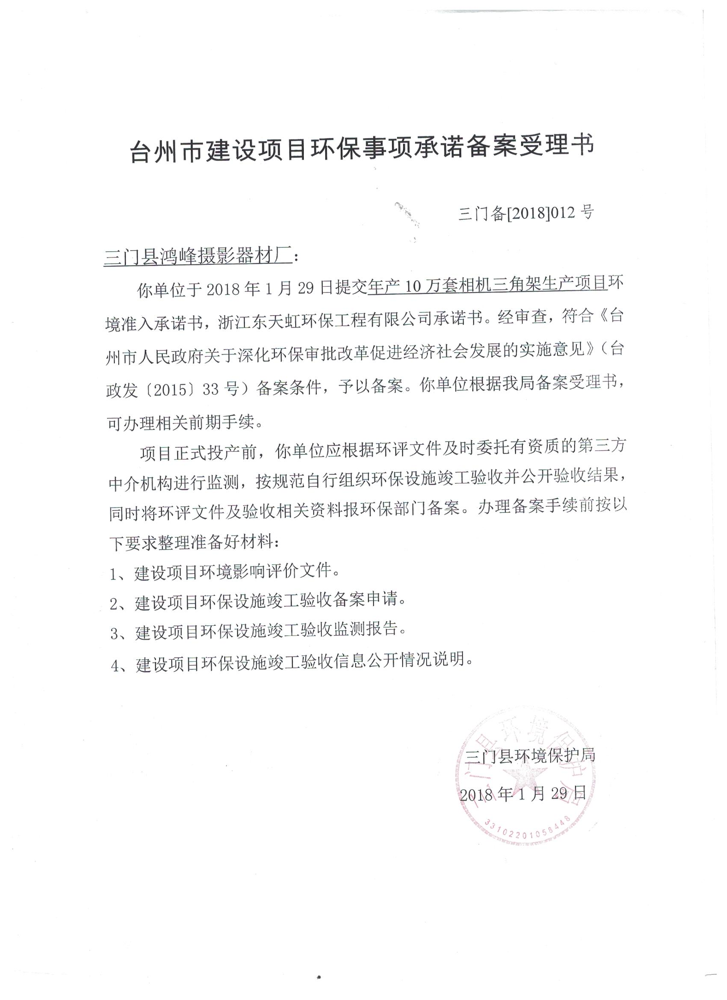 台州市建设项目环保事项承诺备案受理书
三门备[2018]012 号
三门县鸿峰摄影器材厂：
你单位于 2018 年 1 月 29 日提交年产 10 万套相机三角架生产项目环
境准入承诺书，浙江东天虹环保工程有限公司承诺书。经审查，符合《台
州市人民政府关于深化环保审批改革促进经济社会发展的实施意见》（台
政发〔2015〕33 号）备案条件，予以备案。你单位根据我局备案受理书，
可办理相关前期手续。
项目正式投产前，你单位应根据环评文件及时委托有资质的第三方
中介机构进行监测，按规范自行组织环保设施竣工验收并公开验收结果，
同时将环评文件及验收相关资料报环保部门备案。办理备案手续前按以
下要求整理准备好材料：
1、建设项目环境影响评价文件。
2、建设项目环保设施竣工验收备案申请。
3、建设项目环保设施竣工验收监测报告。
4、建设项目环保设施竣工验收信息公开情况说明。
三门县环境保护局
三门县环境保护局
2018 年 1 月 29 日
33102201058448